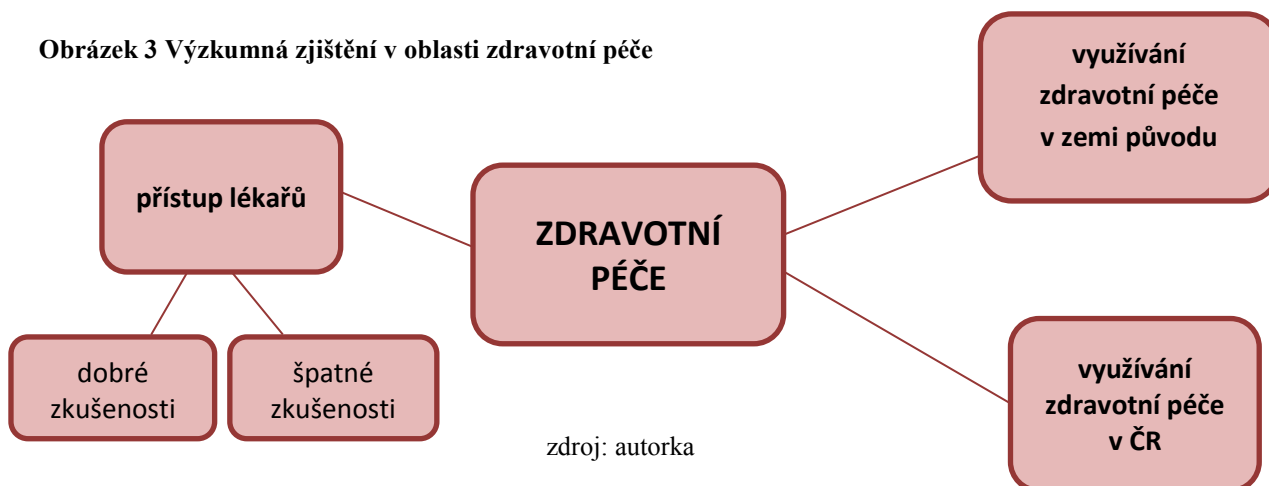 Obrázek 3 Výzkumná zjištění v oblasti zdravotní péče
využívání
zdravotní péče
v zemi původu
přístup lékařů
ZDRAVOTNÍ
PÉČE
dobré
zkušenosti
špatné
zkušenosti
využívání
zdravotní péče
v ČR
zdroj: autorka